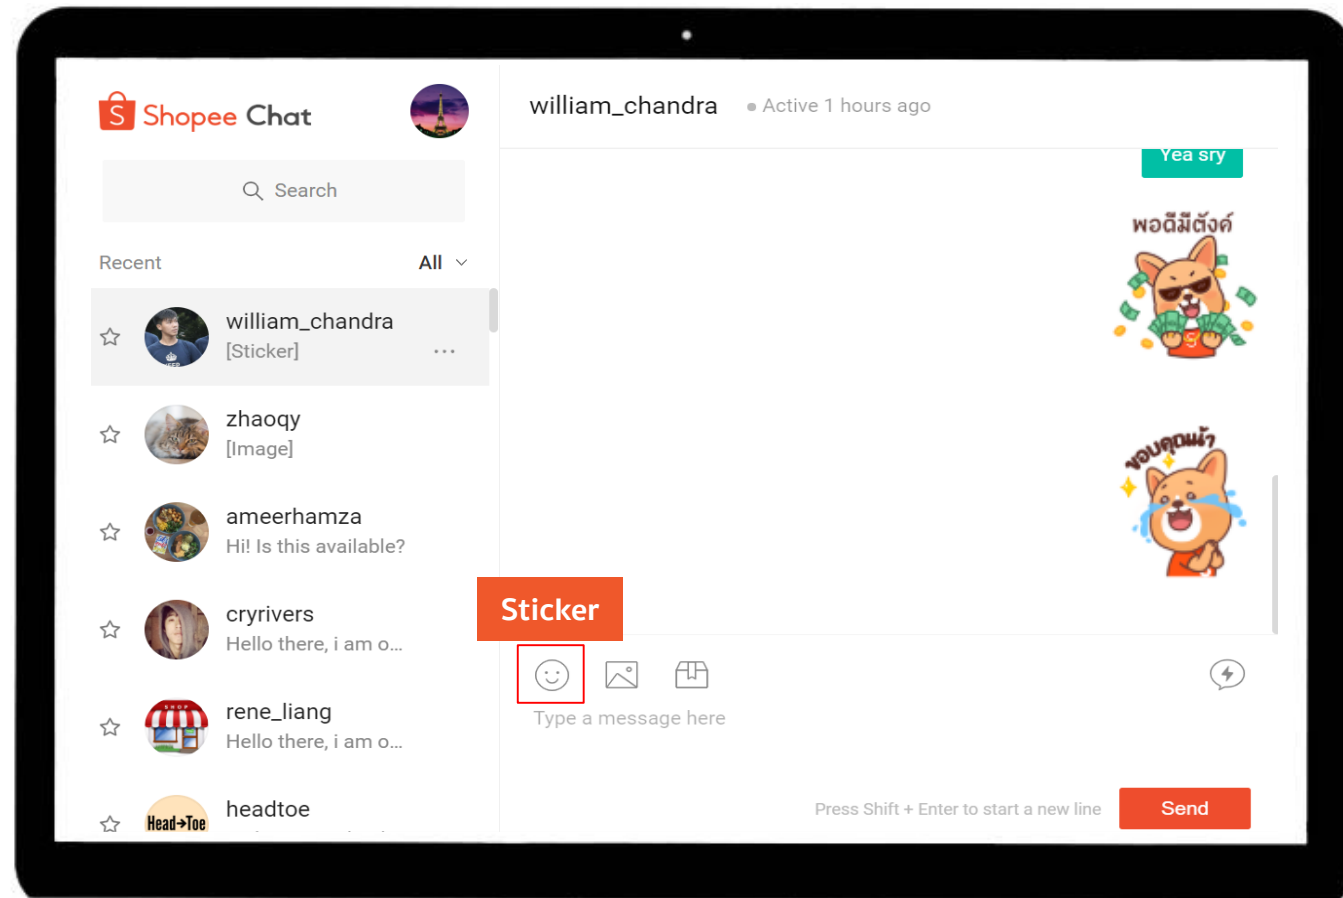 Shopee Chat
Search
Recent
All
william_chandra
[Sticker]
zhaoqy
[Image]
ameerhamza
Hi! Is this available?
cryrivers
Hello there, i am o...
rene_liang
Hello there, i am o...
headtoe
SHOP
Head→Toe
william_chandra
Active 1 hours ago
Yea sry
พอดีมีตังค์
ขอบคุณน้า
Sticker
Type a message here
Press Shift + Enter to start a new line
Send